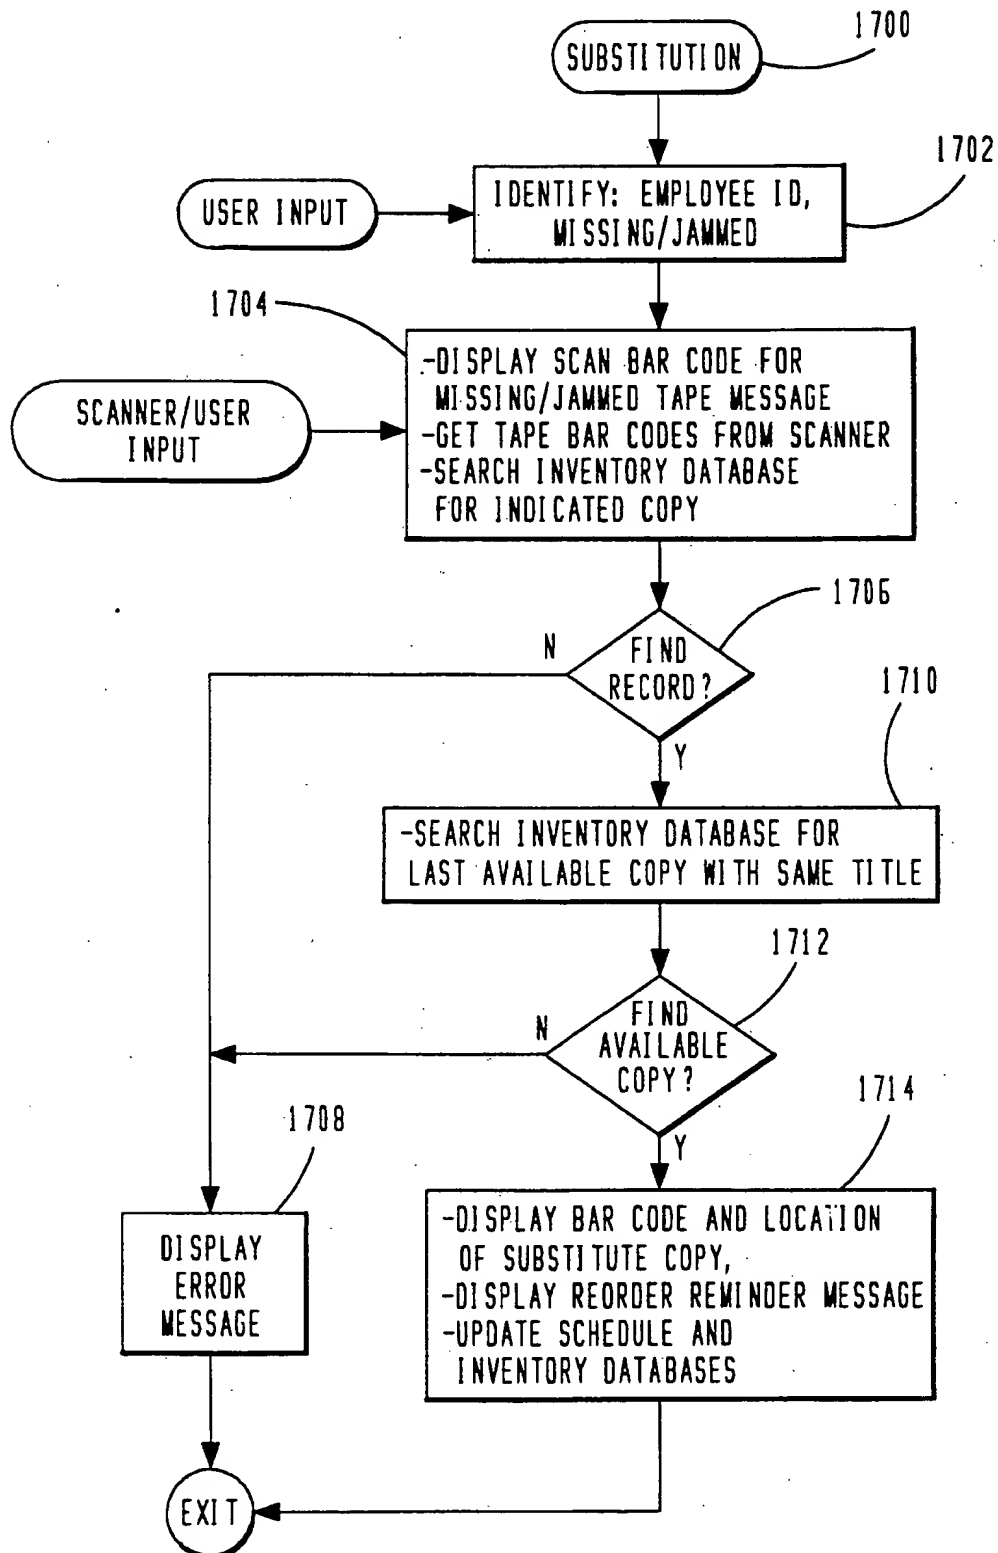 1700
SUBSTITUTION
1702
USER INPUT
IDENTIFY: EMPLOYEE ID,
MISSING/JAMMED
1704
SCANNER/USER
INPUT
-DISPLAY SCAN BAR CODE FOR
MISSING/JAMMED TAPE MESSAGE
-GET TAPE BAR CODES FROM SCANNER
-SEARCH INVENTORY DATABASE
FOR INDICATED COPY
1706
N
FIND
RECORD?
Y
1710
-SEARCH INVENTORY DATABASE FOR
LAST AVAILABLE COPY WITH SAME TITLE
1712
N
FIND
AVAILABLE
COPY?
Y
1708
1714
DISPLAY
ERROR
MESSAGE
-DISPLAY BAR CODE AND LOCATION
OF SUBSTITUTE COPY,
-DISPLAY REORDER REMINDER MESSAGE
-UPDATE SCHEDULE AND
INVENTORY DATABASES
EXIT